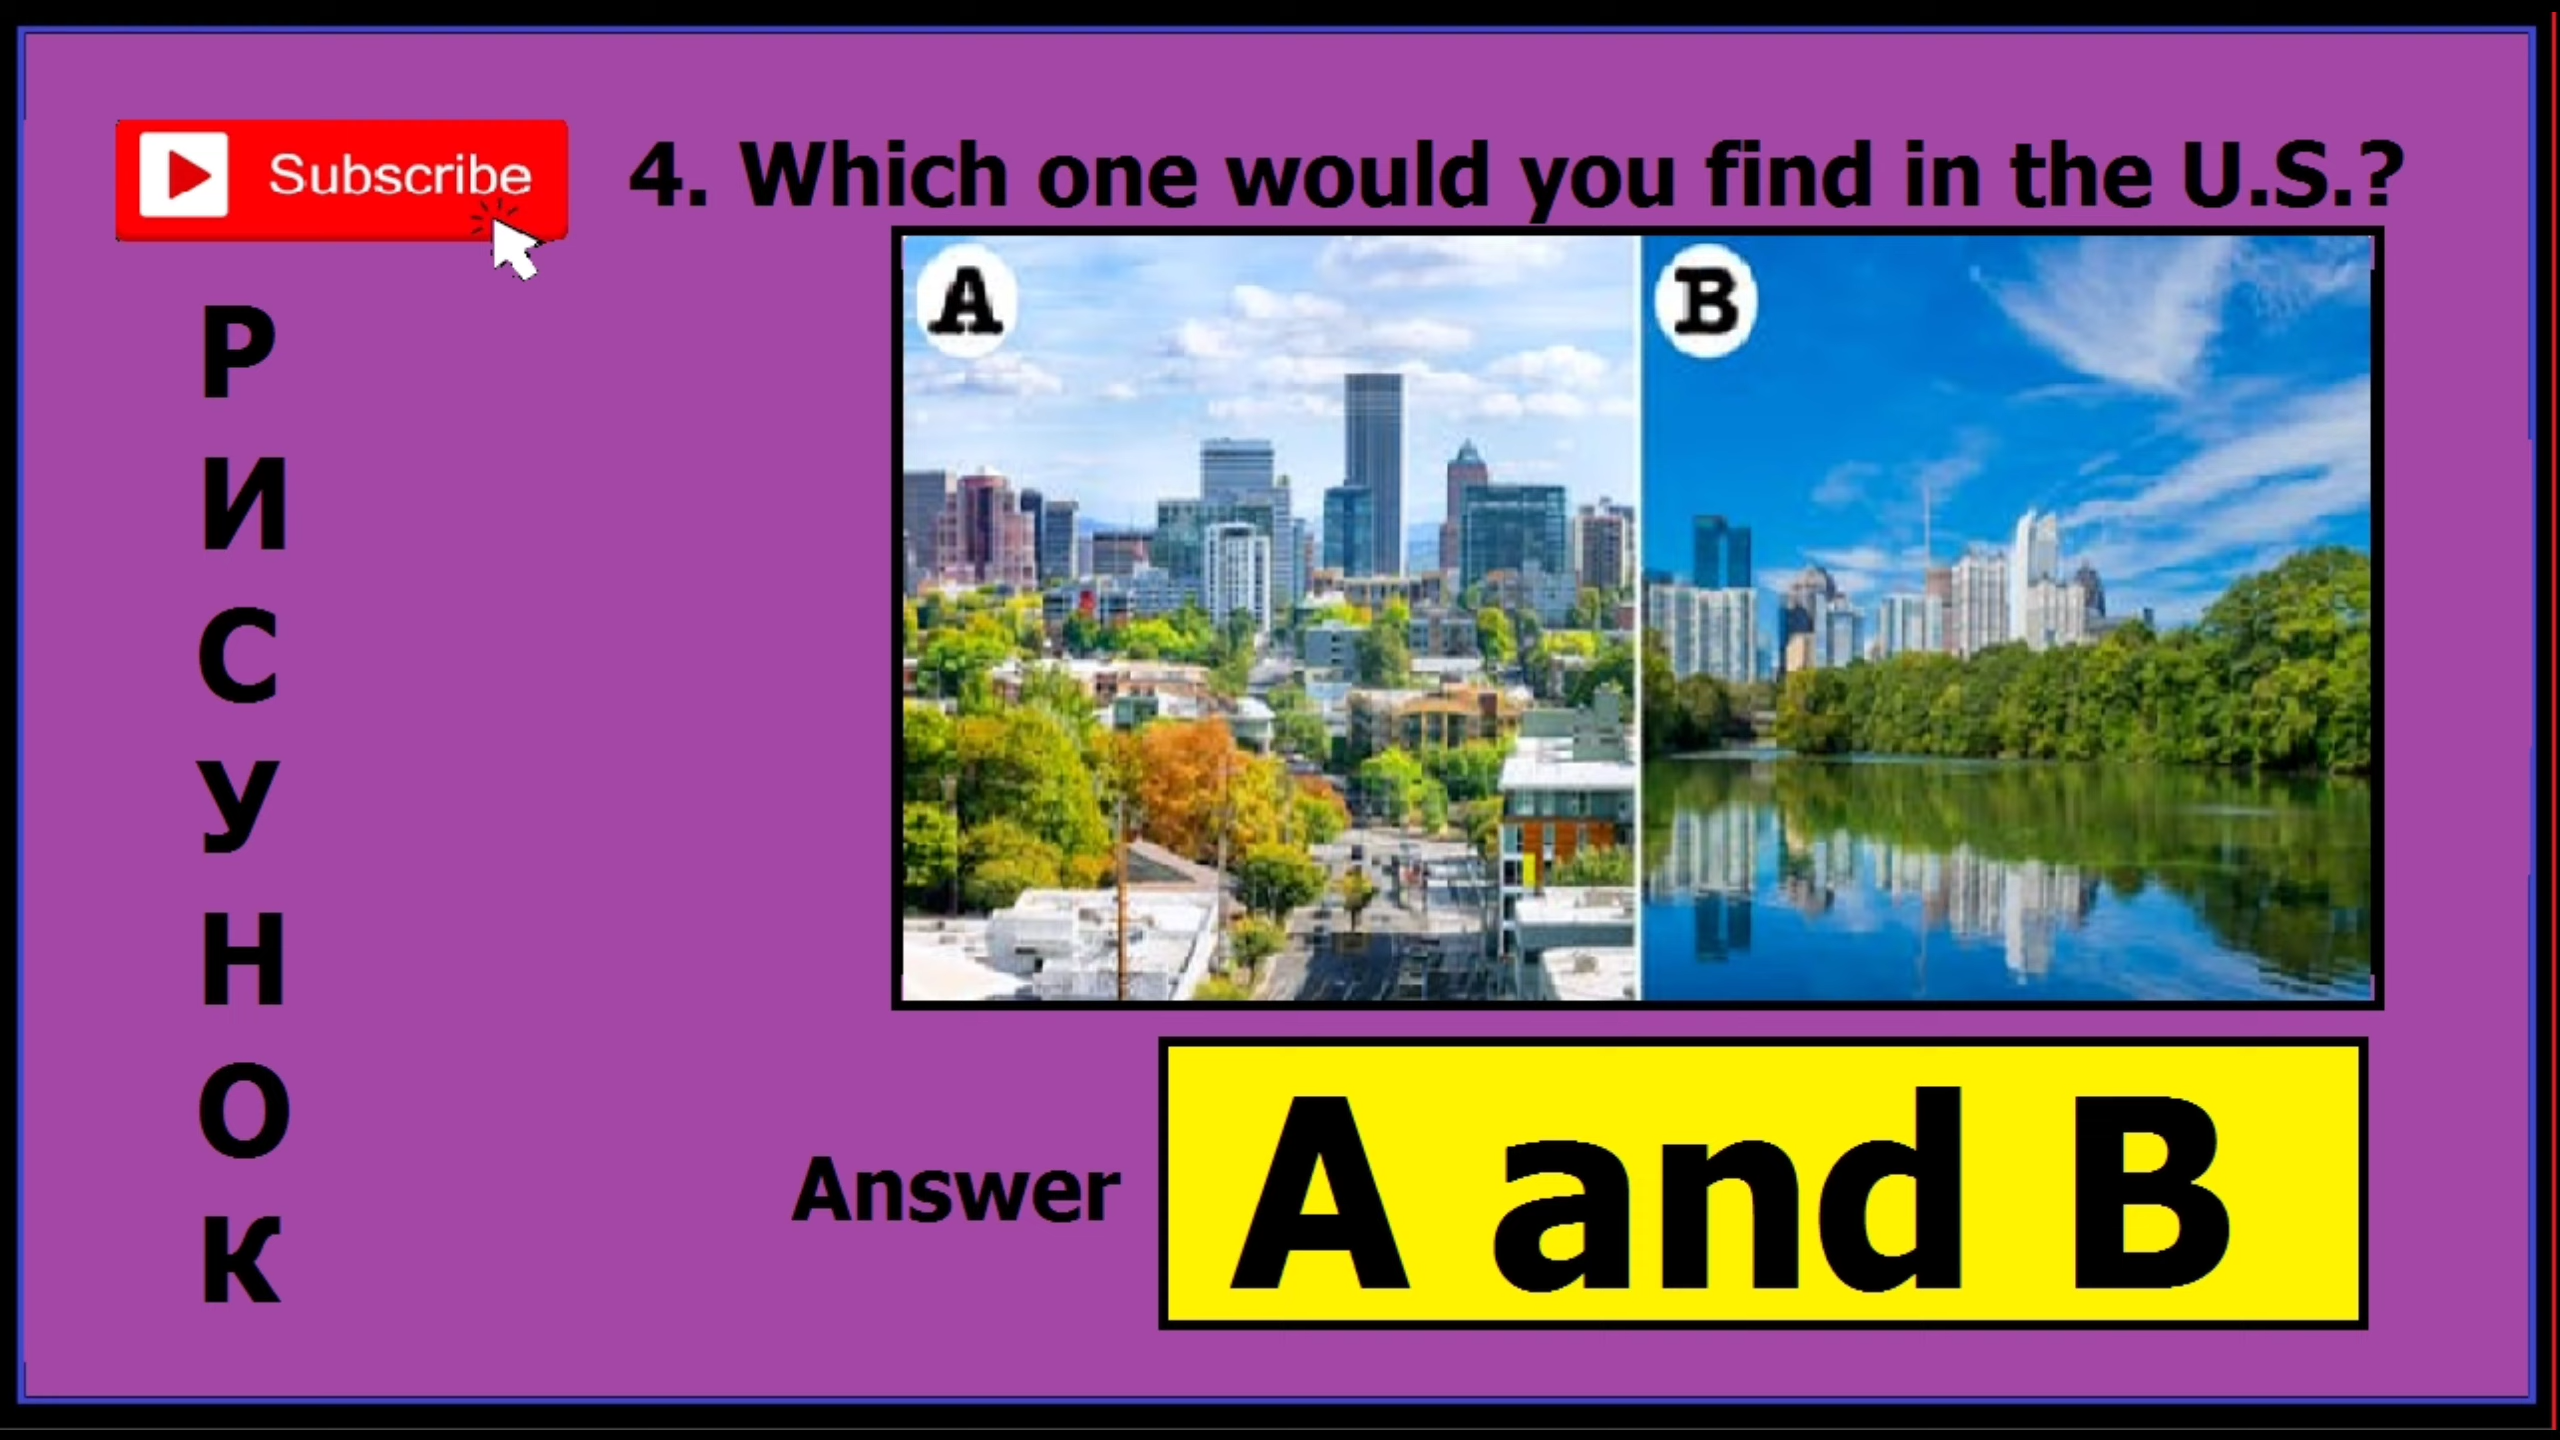 Subscribe
4. Which one would you find in the U.S.?
A
B
Р
И
С
У
Н
О
К
Answer
A and B